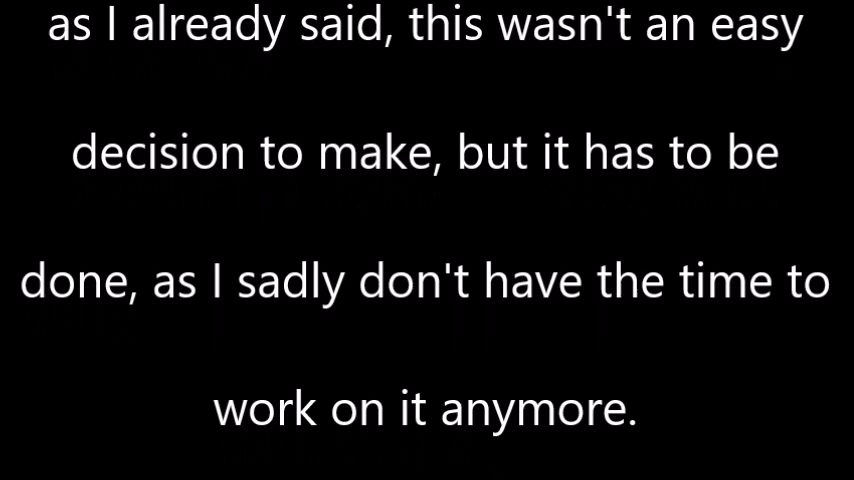 as I already said, this wasn't an easy
decision to make, but it has to be
done, as I sadly don't have the time to
work on it anymore.